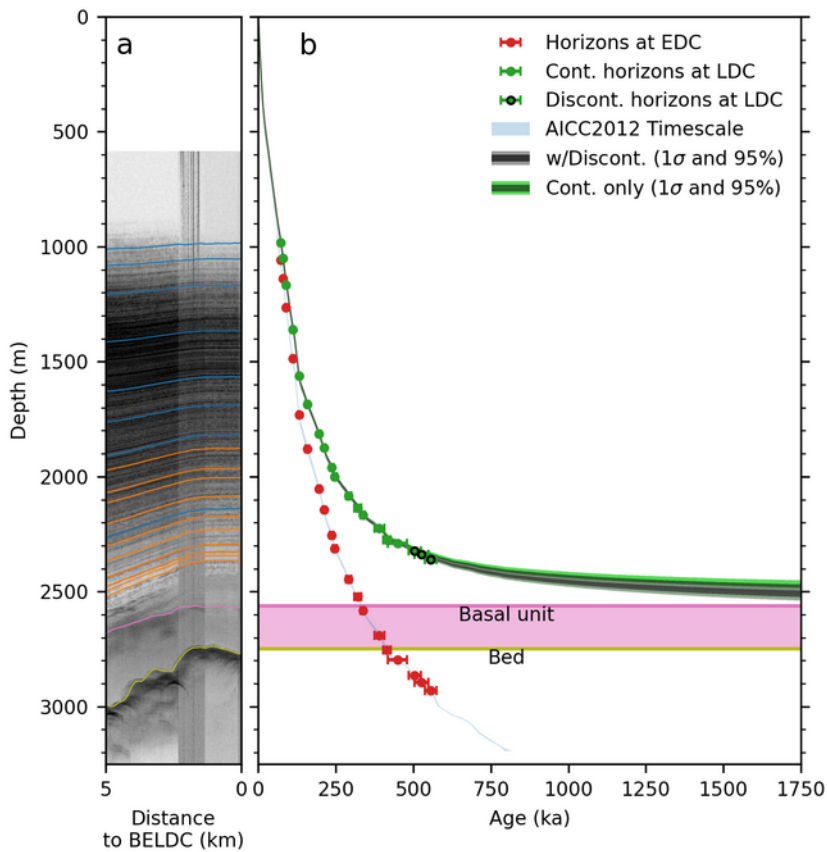 0
a
b
Horizons at EDC
Cont. horizons at LDC
Discont. horizons at LDC
AICC2012 Timescale
w/Discont. (1σ and 95%)
Cont. only (1σ and 95%)
500
1000
1500
2000
2500
3000
Depth (m)
Basal unit
Bed
5
0
Distance
to BELDC (km)
0
250
500
750
1000
1250
1500
1750
Age (ka)